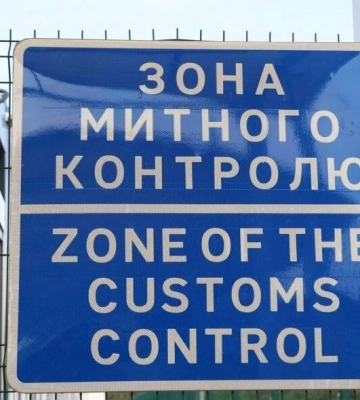 ЗОНА
МИТНОГО
КОНТРОЛЮ
ZONE OF THE
CUSTOMS
CONTROL